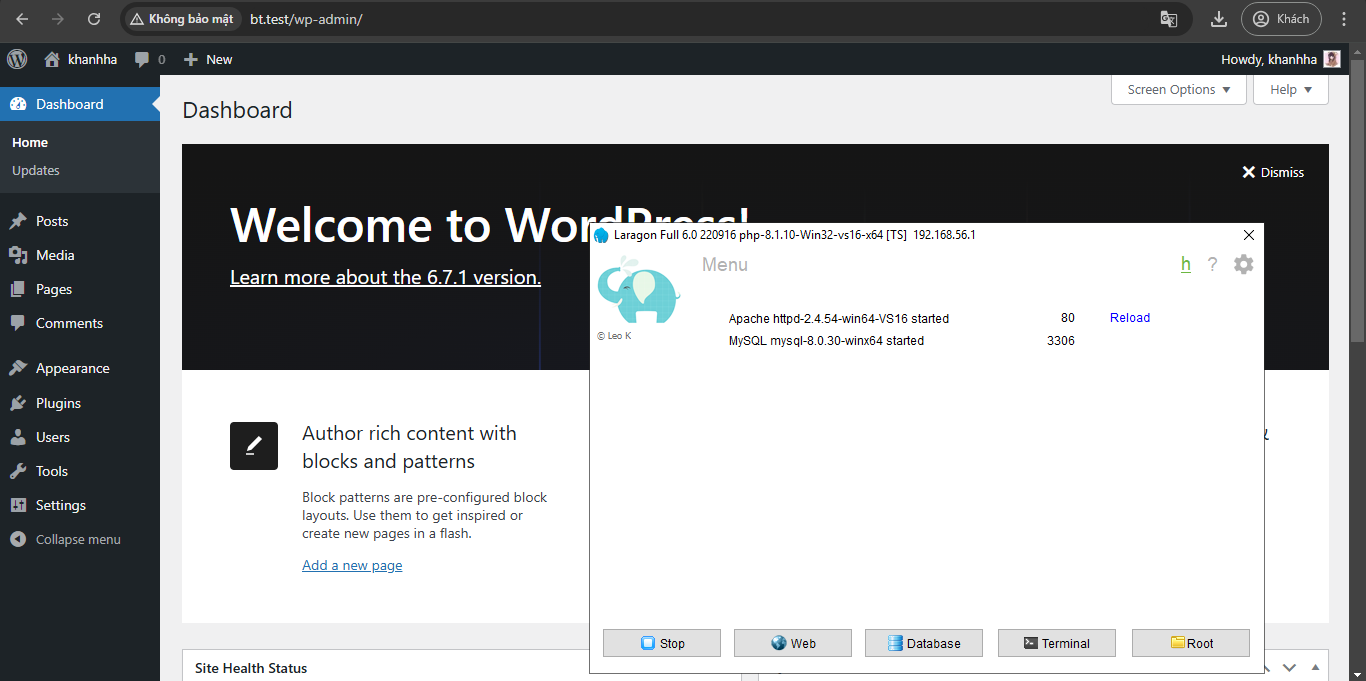 Không bảo mật
bt.test/wp-admin/
Khách
khanhha
0
New
Howdy, khanhha
Dashboard
Home
Updates
Posts
Media
Pages
Comments
Appearance
Plugins
Users
Tools
Settings
Collapse menu
Screen Options
Help
Dashboard
Dismiss
Welcome to WordPress!
Learn more about the 6.7.1 version.
Author rich content with
blocks and patterns
Block patterns are pre-configured block
layouts. Use them to get inspired or
create new pages in a flash.
Add a new page
Site Health Status
Laragon Full 6.0 220916 php-8.1.10-Win32-vs16-x64 [TS] 192.168.56.1
Menu
h ?
© Leo K
Apache httpd-2.4.54-win64-VS16 started 80 Reload
MySQL mysql-8.0.30-winx64 started 3306
Stop Web Database Terminal Root